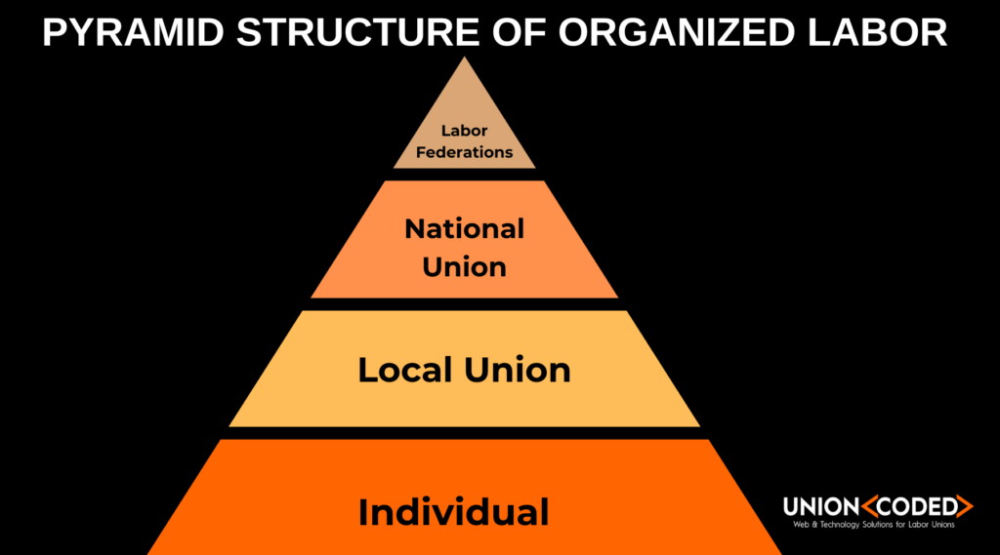 PYRAMID STRUCTURE OF ORGANIZED LABOR
Labor
Federations
National
Union
Local Union
Individual
UNION<CODED>
Web & Technology Solutions for Labor Unions